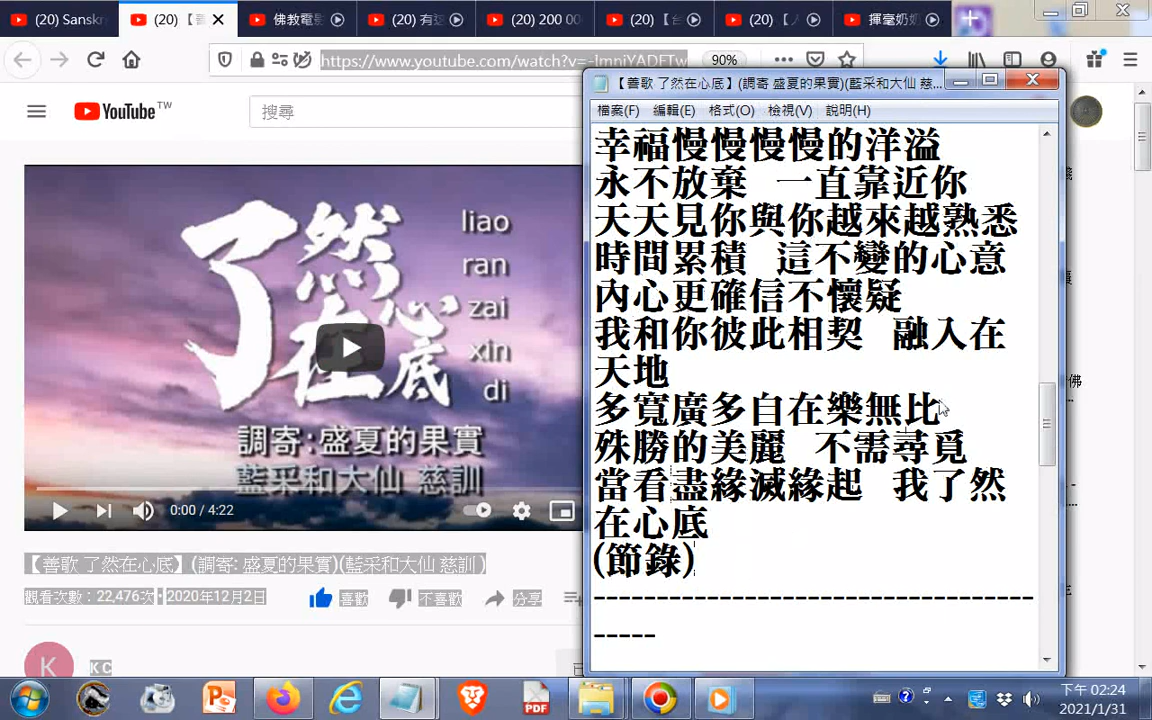 (20) Sanskr
(20) 【善
佛教電影
(20) 有这
(20) 200 00
(20) 【台
(20) 【人
揮毫奶奶
https://www.youtube.com/watch?v=-ImniYADETw
90%
YouTube TW
搜尋
了然在心底
liao
ran
zai
xin
di
調寄:盛夏的果實
藍采和大仙 慈訓
0:00 / 4:22
【善歌 了然在心底】(調寄: 盛夏的果實)(藍采和大仙 慈訓 )
觀看次數：22,476次 • 2020年12月2日
喜歡
不喜歡
分享
K
K C
【善歌 了然在心底】(調寄 盛夏的果實)(藍采和大仙 慈...
檔案(F) 編輯(E) 格式(O) 檢視(V) 說明(H)
幸福慢慢慢慢的洋溢
永不放棄 一直靠近你
天天見你與你越來越熟悉
時間累積 這不變的心意
內心更確信不懷疑
我和你彼此相契 融入在
天地
多寬廣多自在樂無比
殊勝的美麗 不需尋覓
當看盡緣滅緣起 我了然
在心底
(節錄)
-----------------------------------
-----
佛
PDF
下午 02:24
2021/1/31